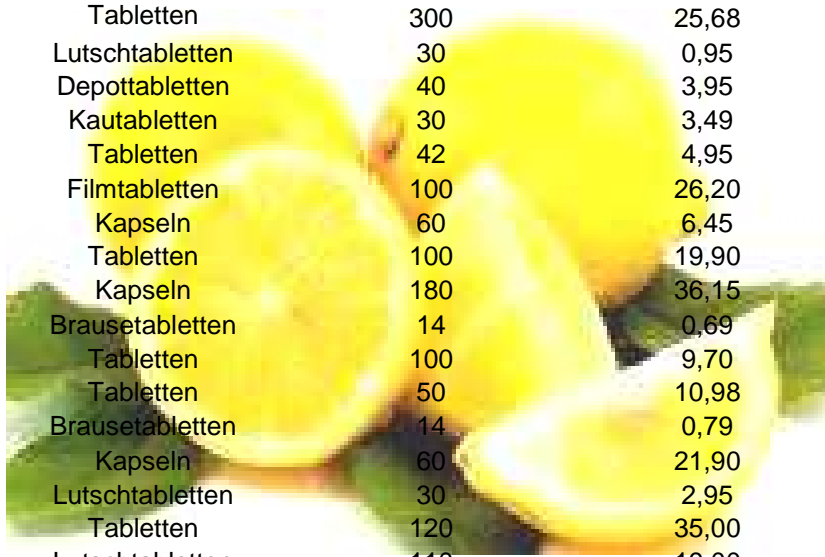 Tabletten 300 25,68
Lutschtabletten 30 0,95
Depottabletten 40 3,95
Kautabletten 30 3,49
Tabletten 42 4,95
Filmtabletten 100 26,20
Kapseln 60 6,45
Tabletten 100 19,90
Kapseln 180 36,15
Brausetabletten 14 0,69
Tabletten 100 9,70
Tabletten 50 10,98
Brausetabletten 14 0,79
Kapseln 60 21,90
Lutschtabletten 30 2,95
Tabletten 120 35,00